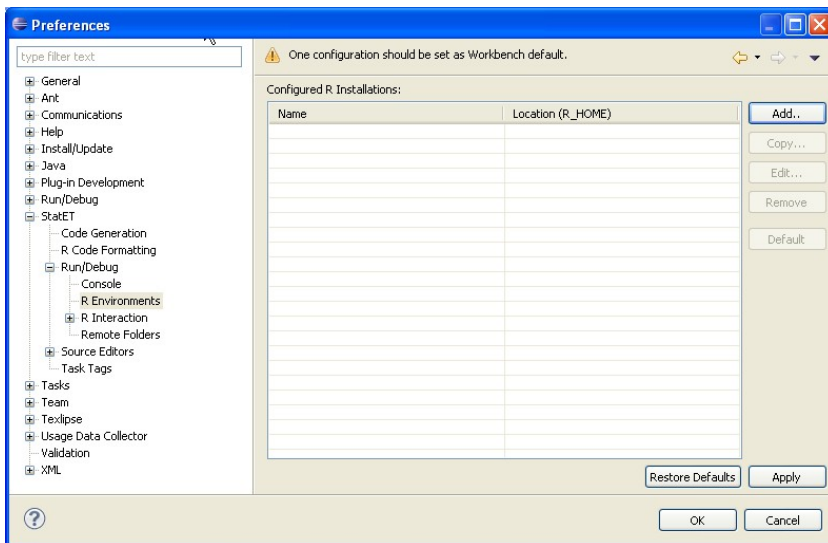 Preferences
type filter text
One configuration should be set as Workbench default.
General
Ant
Communications
Help
Install/Update
Java
Plug-in Development
Run/Debug
StatET
Code Generation
R Code Formatting
Run/Debug
Console
R Environments
R Interaction
Remote Folders
Source Editors
Task Tags
Tasks
Team
Texlipse
Usage Data Collector
Validation
XML
Configured R Installations:
Name Location (R_HOME)
Add..
Copy...
Edit...
Remove
Default
Restore Defaults Apply
OK Cancel